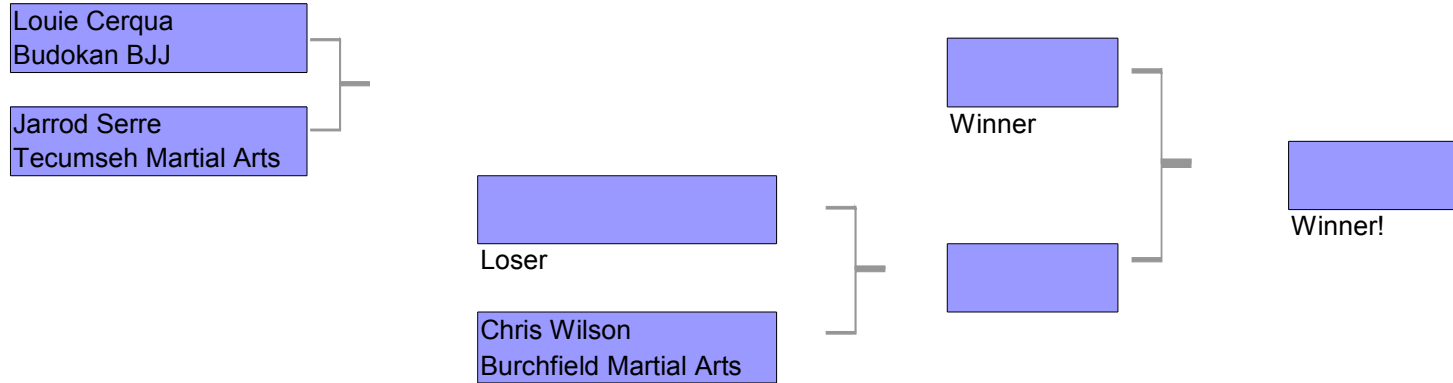 Louie Cerqua
Budokan BJJ
Jarrod Serre
Tecumseh Martial Arts
Loser
Chris Wilson
Burchfield Martial Arts
Winner
Winner!